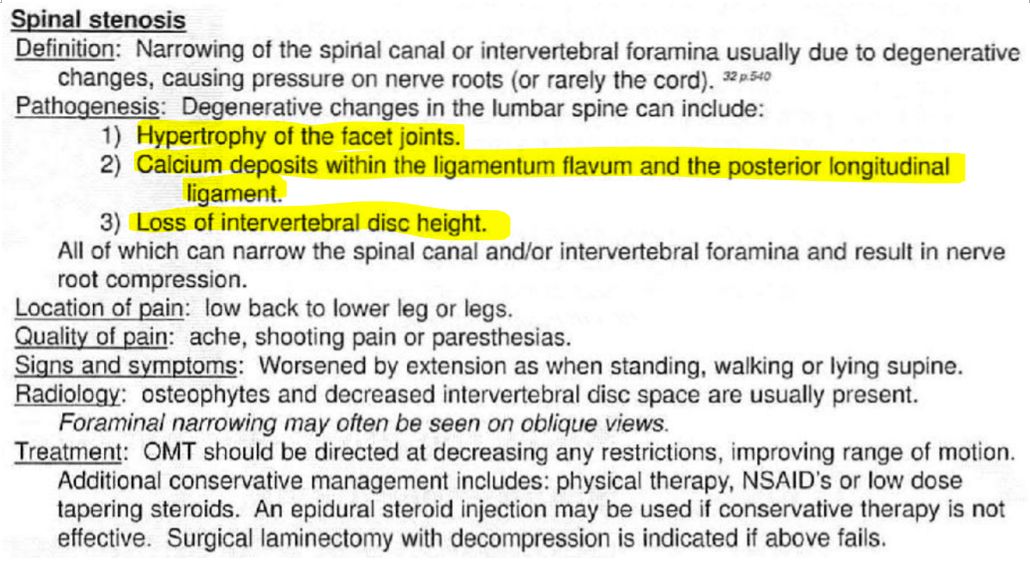 Spinal stenosis
Definition: Narrowing of the spinal canal or intervertebral foramina usually due to degenerative
changes, causing pressure on nerve roots (or rarely the cord). 32 p.540
Pathogenesis: Degenerative changes in the lumbar spine can include:
1) Hypertrophy of the facet joints.
2) Calcium deposits within the ligamentum flavum and the posterior longitudinal
ligament.
3) Loss of intervertebral disc height.
All of which can narrow the spinal canal and/or intervertebral foramina and result in nerve
root compression.
Location of pain: low back to lower leg or legs.
Quality of pain: ache, shooting pain or paresthesias.
Signs and symptoms: Worsened by extension as when standing, walking or lying supine.
Radiology: osteophytes and decreased intervertebral disc space are usually present.
Foraminal narrowing may often be seen on oblique views.
Treatment: OMT should be directed at decreasing any restrictions, improving range of motion.
Additional conservative management includes: physical therapy, NSAID's or low dose
tapering steroids. An epidural steroid injection may be used if conservative therapy is not
effective. Surgical laminectomy with decompression is indicated if above fails.